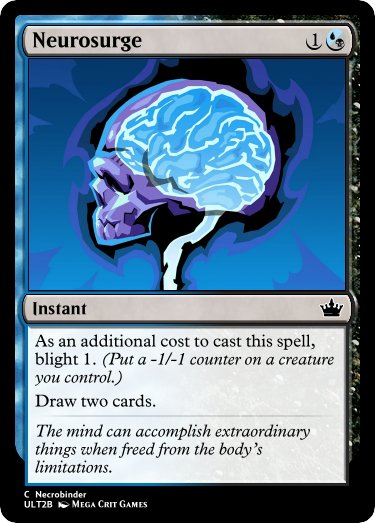 Neurosurge 1
Instant
As an additional cost to cast this spell,
blight 1. (Put a -1/-1 counter on a creature
you control.)
Draw two cards.
The mind can accomplish extraordinary
things when freed from the body's
limitations.
C Necrobinder
ULT2B Mega Crit Games